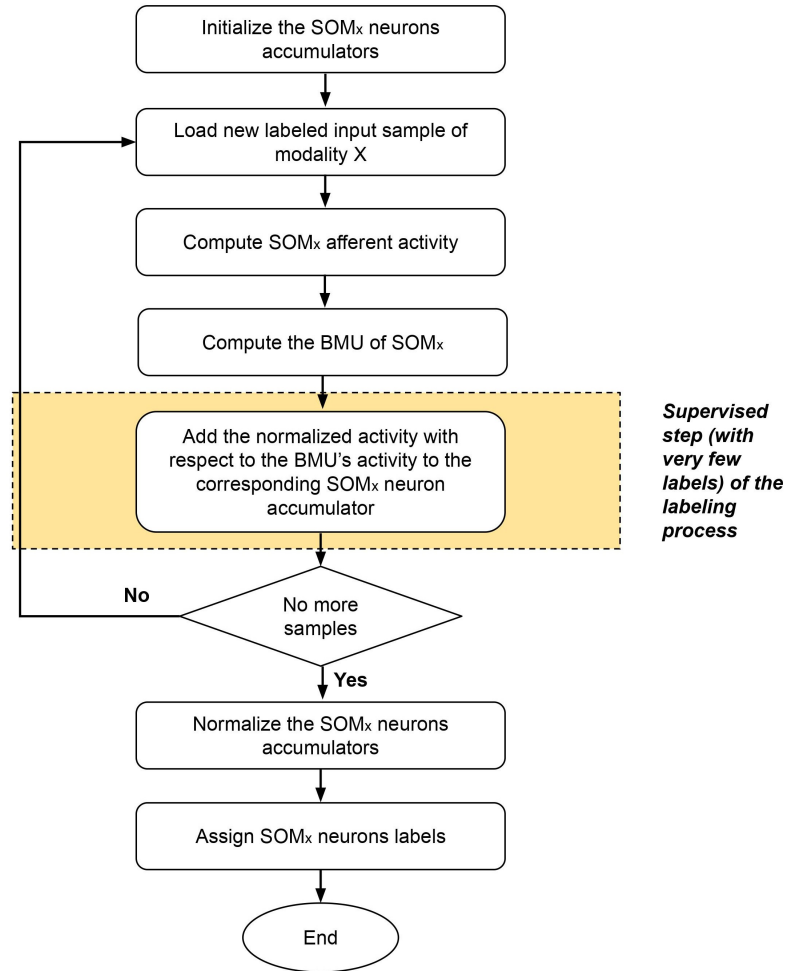 Initialize the SOMx neurons
accumulators
Load new labeled input sample of
modality X
Compute SOMx afferent activity
Compute the BMU of SOMx
Add the normalized activity with
respect to the BMU’s activity to the
corresponding SOMx neuron
accumulator
Supervised
step (with
very few
labels) of the
labeling
process
No
No more
samples
Yes
Normalize the SOMx neurons
accumulators
Assign SOMx neurons labels
End